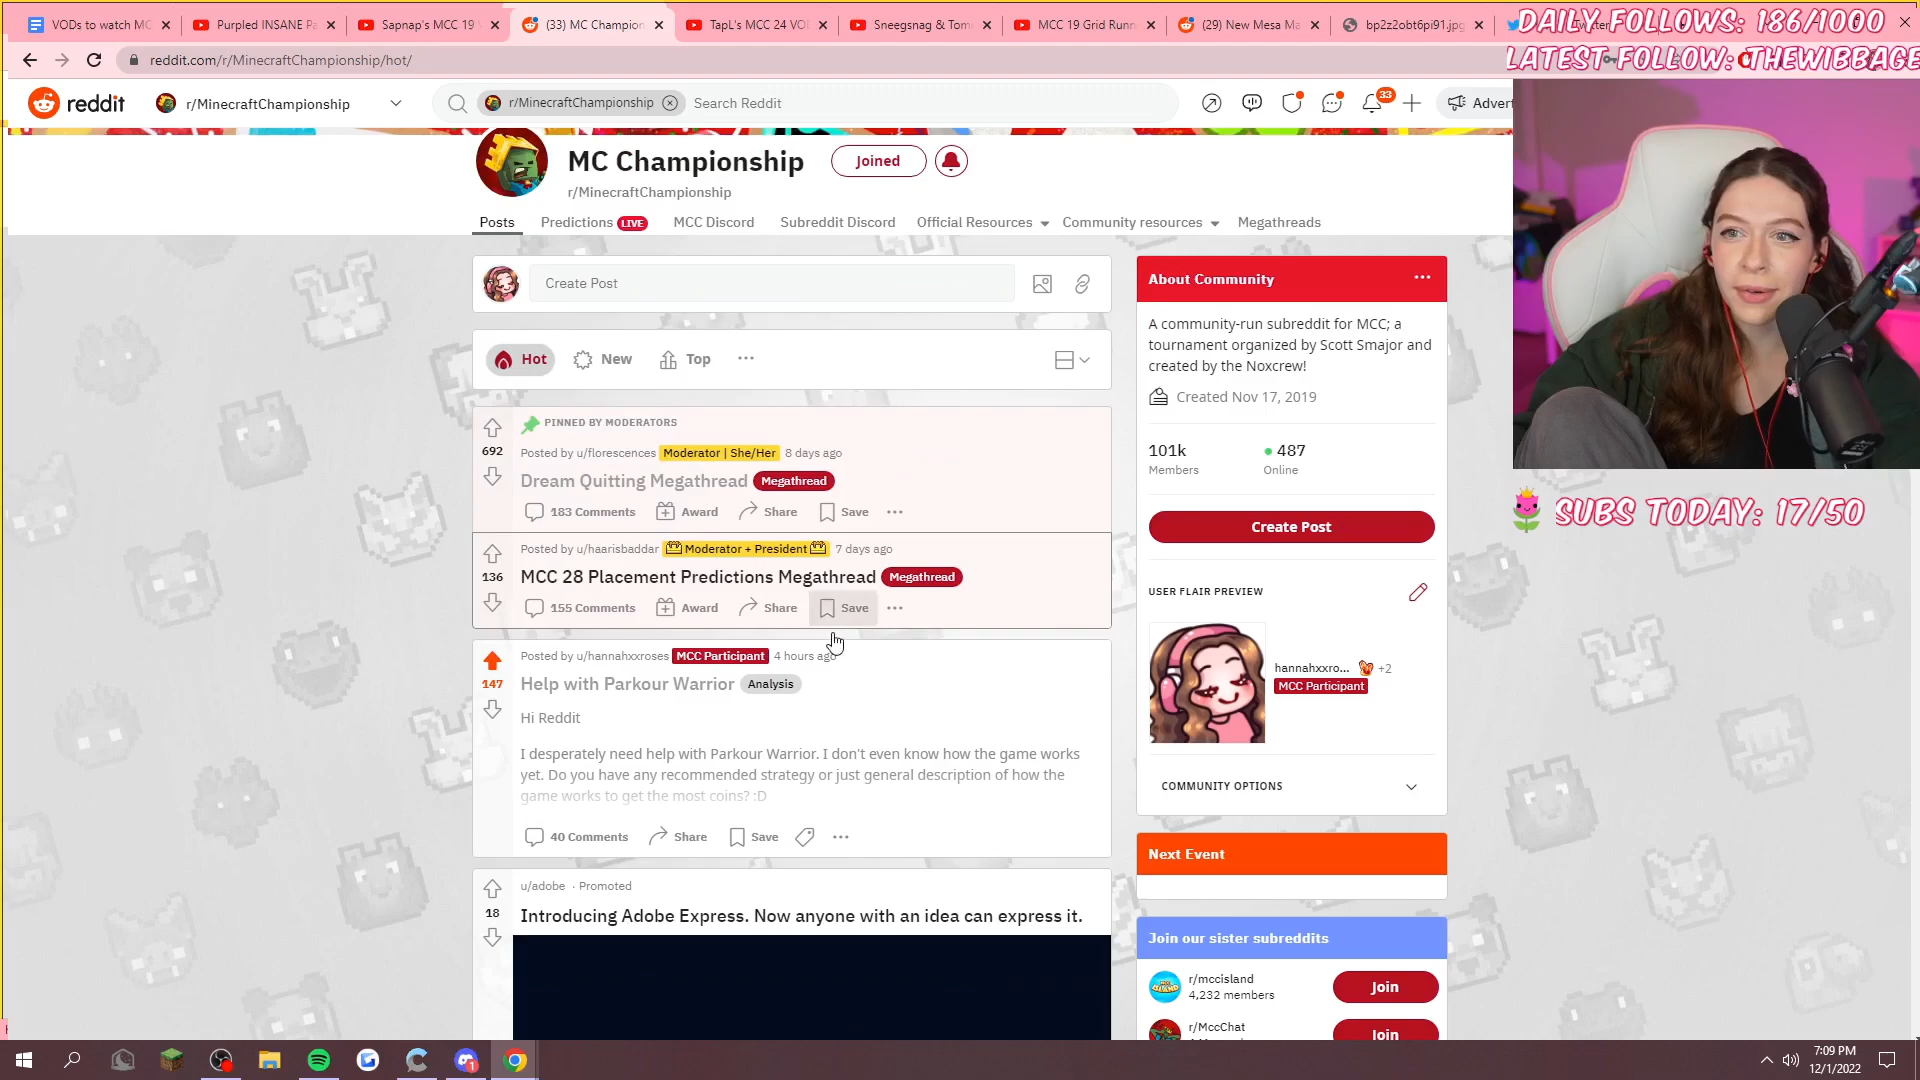 VODs to watch MC
Purpled INSANE Pa
Sapnap's MCC 19
(33) MC Champion
TapL's MCC 24 VO
Sneegsnag & Tom
MCC 19 Grid Runn
(29) New Mesa Ma
bp2z2obt6pi91.jpg
DAILY FOLLOWS: 186/1000
LATEST FOLLOW: THEWIBBAGE
reddit.com/r/MinecraftChampionship/hot/
reddit
r/MinecraftChampionship
r/MinecraftChampionship
Search Reddit
33
Advert
MC Championship
Joined
r/MinecraftChampionship
Posts
Predictions LIVE
MCC Discord
Subreddit Discord
Official Resources
Community resources
Megathreads
Create Post
Hot
New
Top
PINNED BY MODERATORS
692
Posted by u/florescences Moderator | She/Her 8 days ago
Dream Quitting Megathread Megathread
183 Comments Award Share Save
136
Posted by u/haarisbaddar Moderator + President 7 days ago
MCC 28 Placement Predictions Megathread Megathread
155 Comments Award Share Save
147
Posted by u/hannahxxroses MCC Participant 4 hours ago
Help with Parkour Warrior Analysis
Hi Reddit
I desperately need help with Parkour Warrior. I don't even know how the game works
yet. Do you have any recommended strategy or just general description of how the
game works to get the most coins? :D
40 Comments Share Save
18
u/adobe · Promoted
Introducing Adobe Express. Now anyone with an idea can express it.
About Community
A community-run subreddit for MCC; a
tournament organized by Scott Smajor and
created by the Noxcrew!
Created Nov 17, 2019
101k
Members
487
Online
Create Post
USER FLAIR PREVIEW
hannahxxro... +2
MCC Participant
COMMUNITY OPTIONS
Next Event
Join our sister subreddits
r/mccisland
4,232 members
Join
r/MccChat
Join
SUBS TODAY: 17/50
7:09 PM
12/1/2022